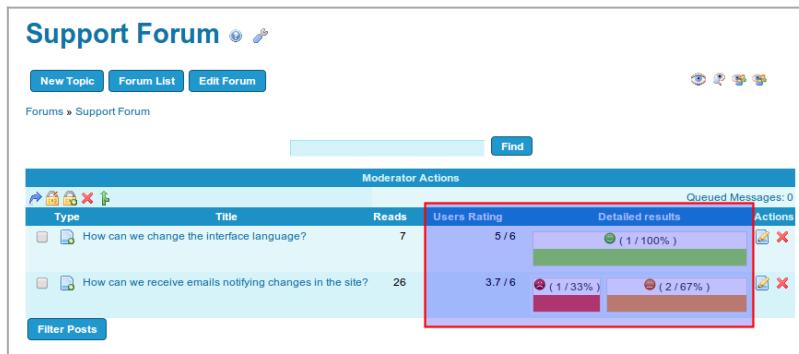 Support Forum
New Topic Forum List Edit Forum
Forums » Support Forum
Find
Moderator Actions
Queued Messages: 0
Type Title Reads Users Rating Detailed results Actions
How can we change the interface language? 7 5 / 6 ( 1 / 100% )
How can we receive emails notifying changes in the site? 26 3.7 / 6 ( 1 / 33% ) ( 2 / 67% )
Filter Posts